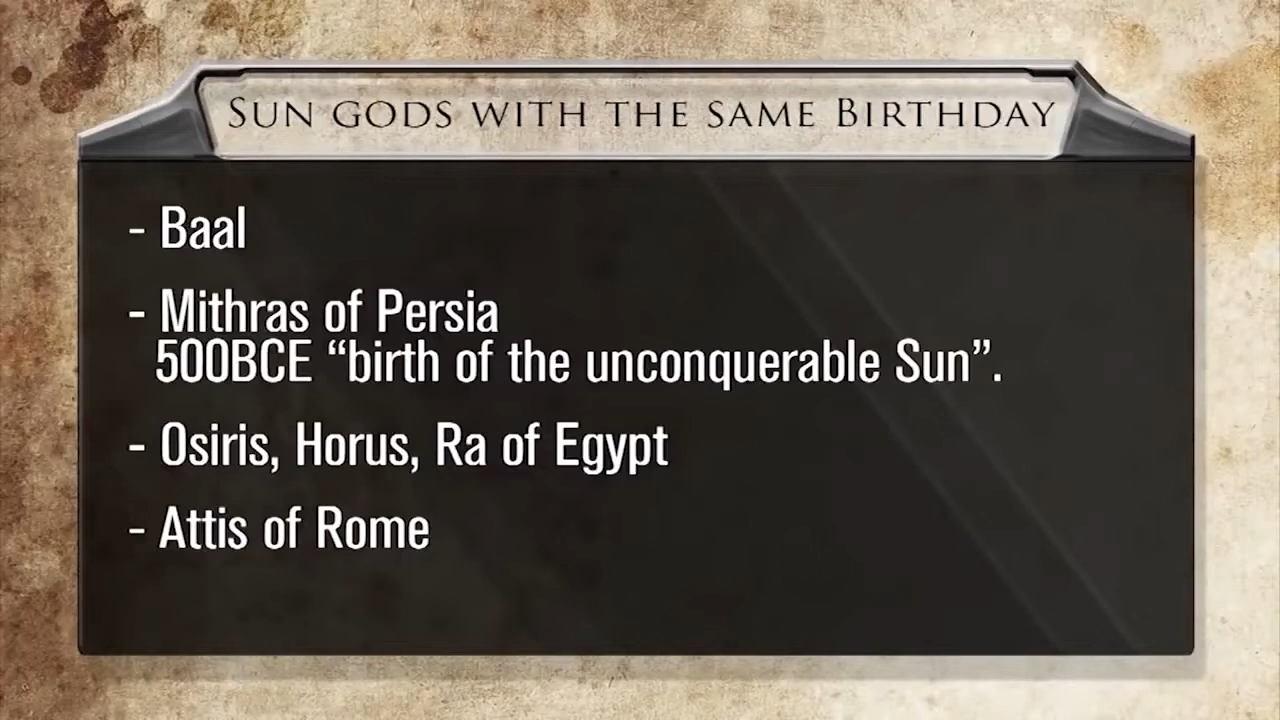 Sun gods with the same Birthday
- Baal
- Mithras of Persia
500BCE “birth of the unconquerable Sun”.
- Osiris, Horus, Ra of Egypt
- Attis of Rome